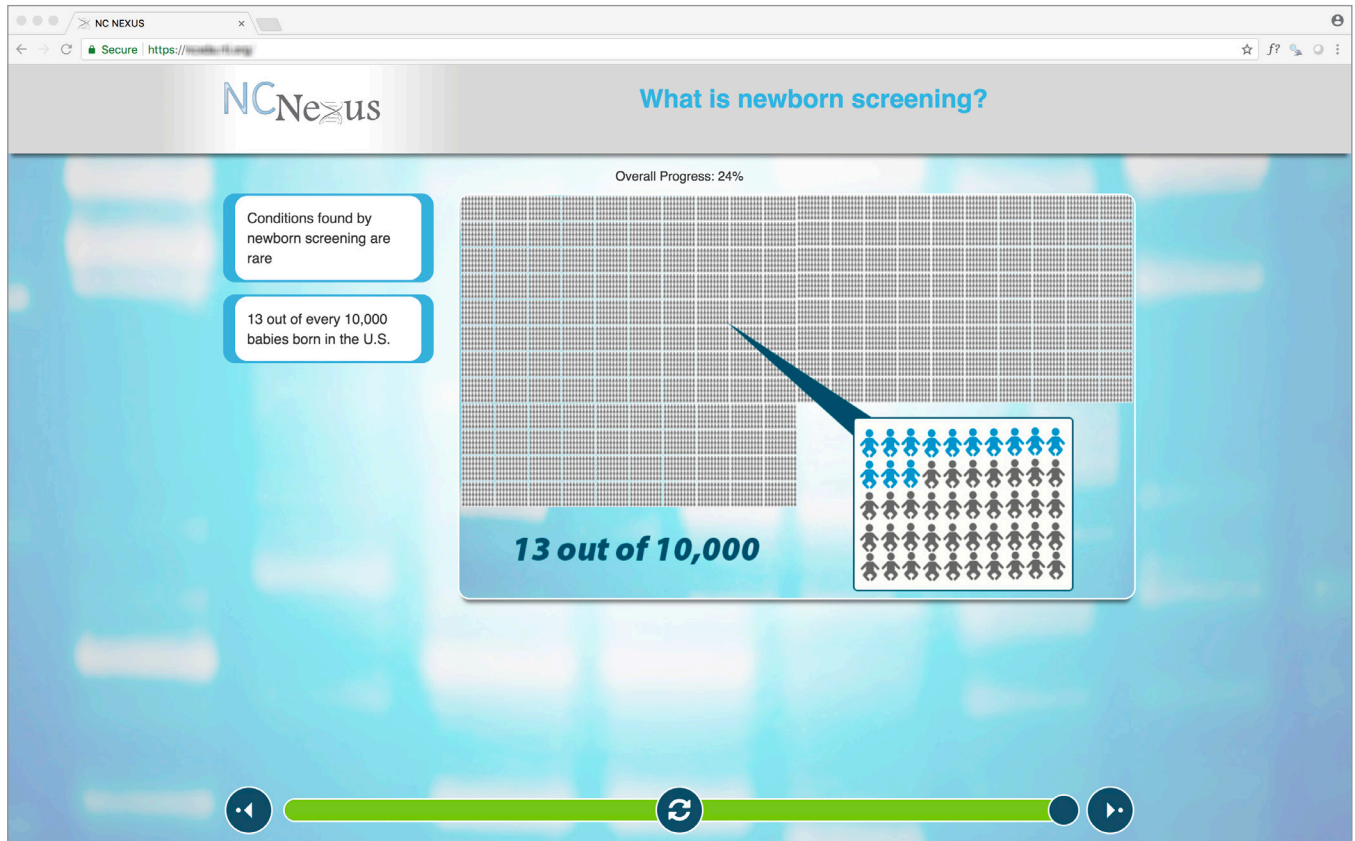 NC NEXUS
Secure https://
f?
NCNexus
What is newborn screening?
Overall Progress: 24%
Conditions found by
newborn screening are
rare
13 out of every 10,000
babies born in the U.S.
13 out of 10,000